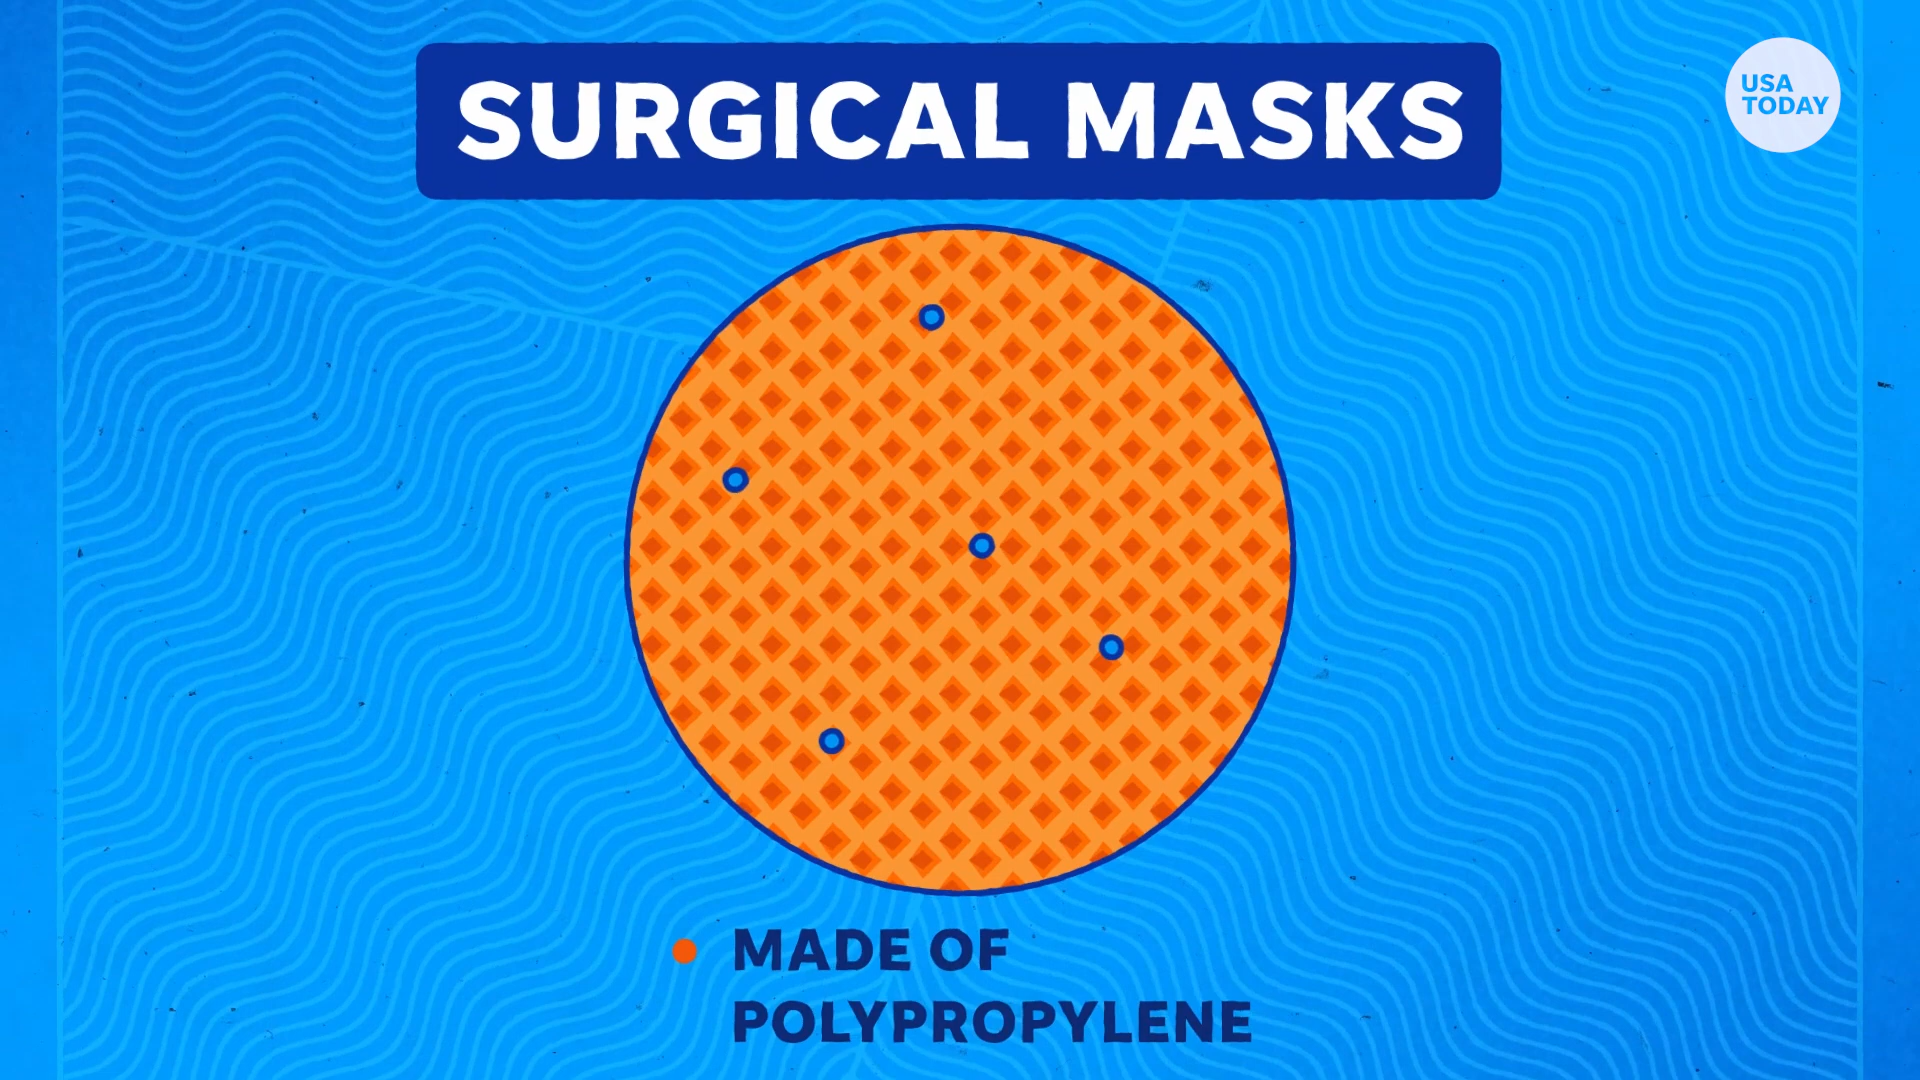 SURGICAL MASKS
USA
TODAY
MADE OF
POLYPROPYLENE